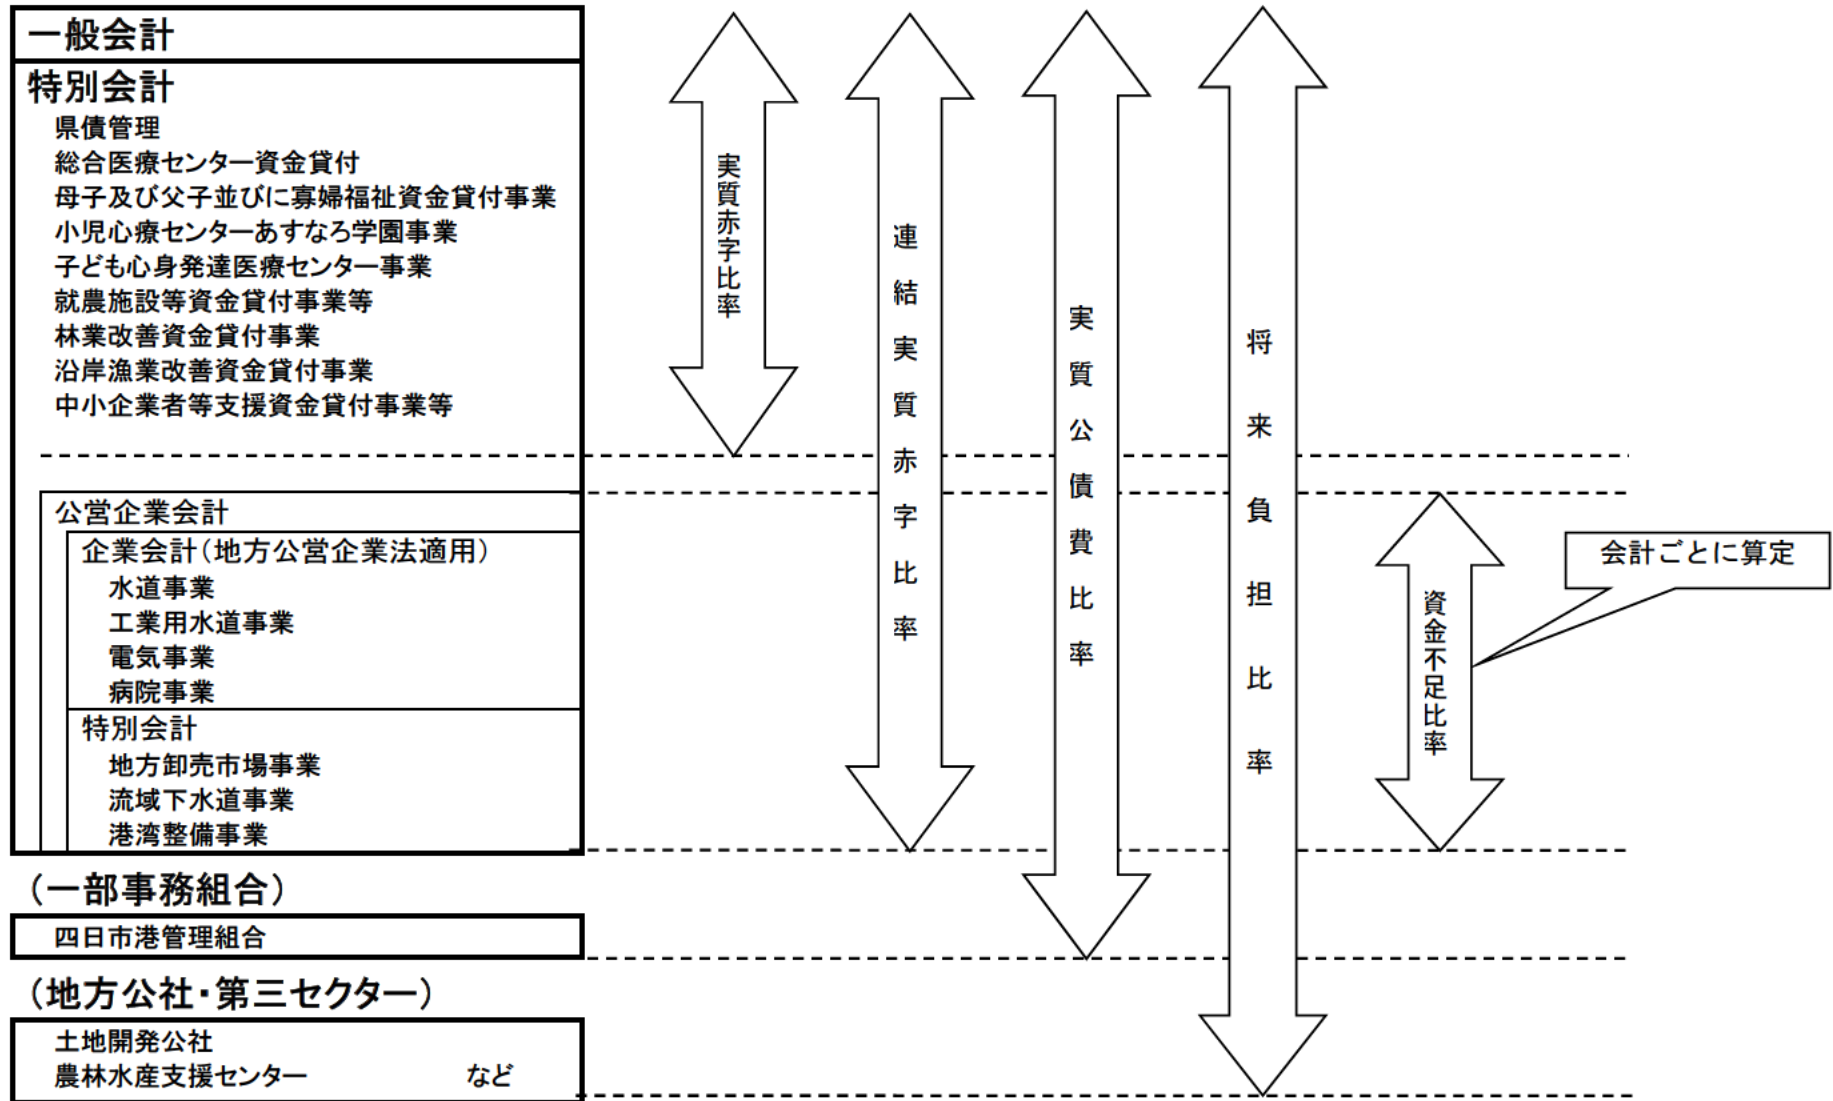 一般会計
特別会計
県債管理
総合医療センター資金貸付
母子及び父子並びに寡婦福祉資金貸付事業
小児心療センターあすなろ学園事業
子ども心身発達医療センター事業
就農施設等資金貸付事業等
林業改善資金貸付事業
沿岸漁業改善資金貸付事業
中小企業者等支援資金貸付事業等
公営企業会計
企業会計(地方公営企業法適用)
水道事業
工業用水道事業
電気事業
病院事業
特別会計
地方卸売市場事業
流域下水道事業
港湾整備事業
(一部事務組合)
四日市港管理組合
(地方公社・第三セクター)
土地開発公社
農林水産支援センター など
実質赤字比率
連結実質赤字比率
実質公債費比率
将来負担比率
資金不足比率
会計ごとに算定